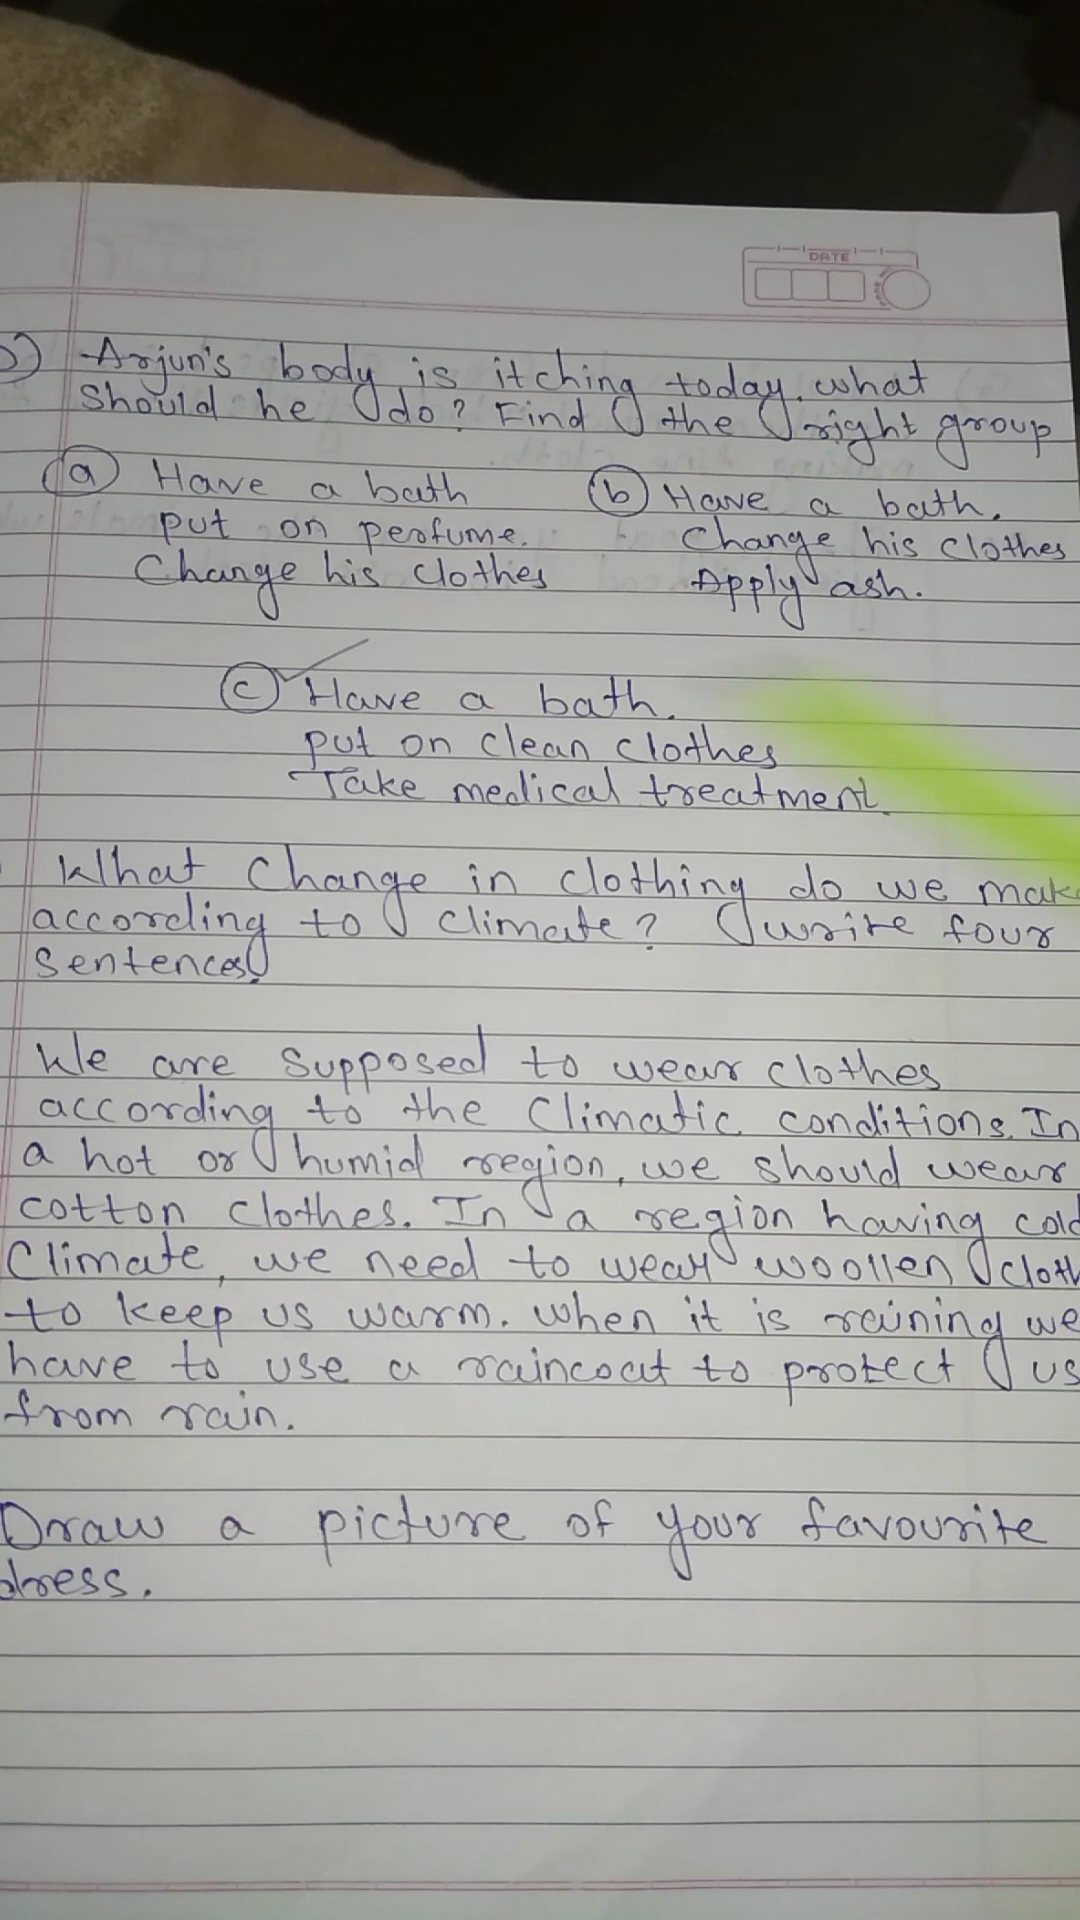 DATE
Arjun's body is itching today. what
should he do? Find the right group
(a) Have a bath
put on perfume.
Change his clothes
(b) Have a bath.
Change his clothes
Apply ash.
(c) Have a bath.
put on clean clothes
Take medical treatment.
What change in clothing do we make
according to climate? write four
sentences.
We are supposed to wear clothes
according to the climatic conditions. In
a hot or humid region, we should wear
cotton clothes. In a region having cold
Climate, we need to wear woollen cloth
to keep us warm. when it is raining we
have to use a raincoat to protect us
from rain.
Draw a picture of your favourite
dress.